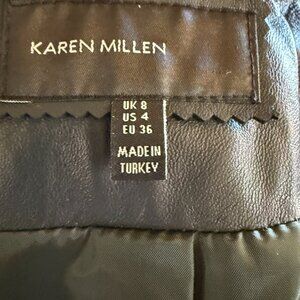 KAREN MILLEN
UK 8
US 4
EU 36
MADE IN
TURKEY